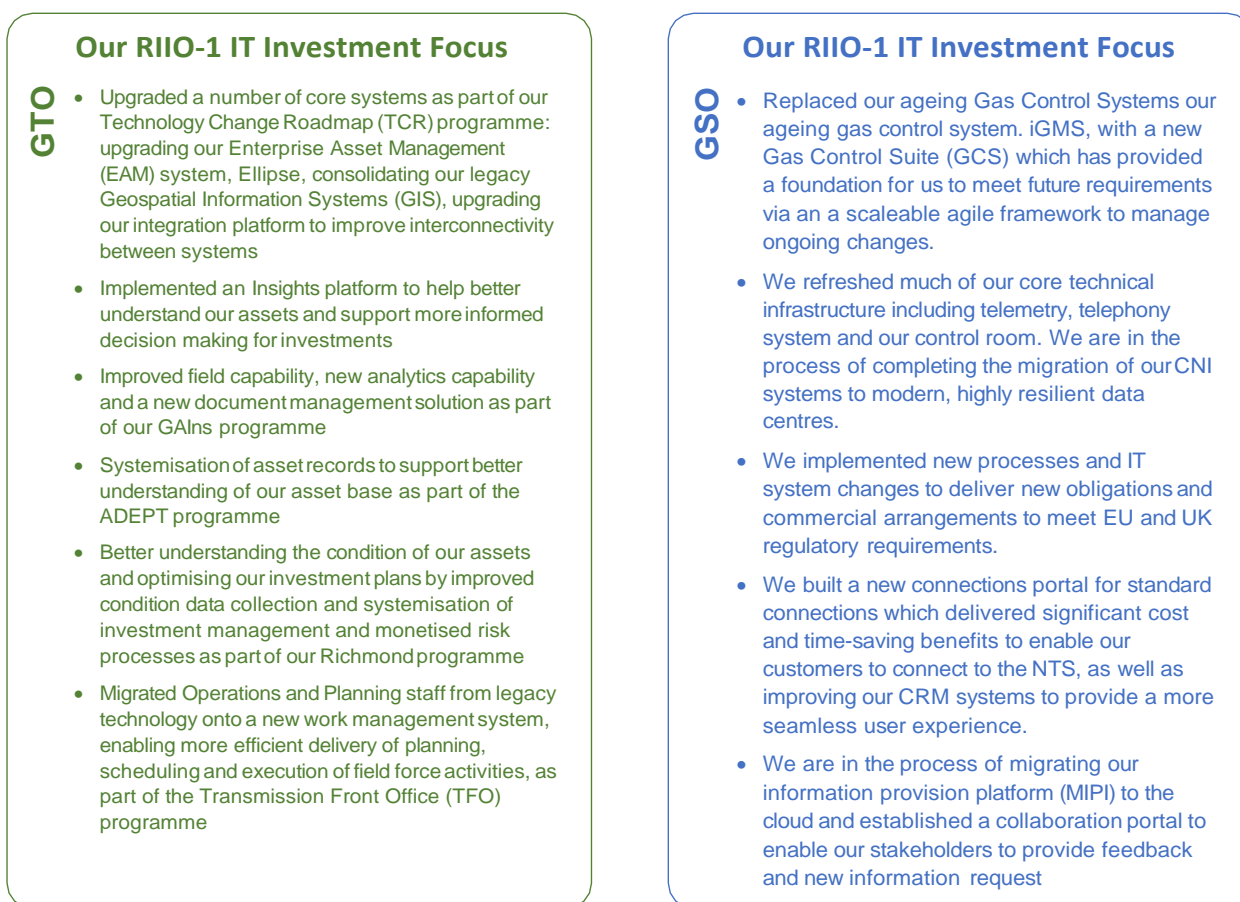 Our RIIO-1 IT Investment Focus
GTO
• Upgraded a number of core systems as part of our
Technology Change Roadmap (TCR) programme:
upgrading our Enterprise Asset Management
(EAM) system, Ellipse, consolidating our legacy
Geospatial Information Systems (GIS), upgrading
our integration platform to improve interconnectivity
between systems
• Implemented an Insights platform to help better
understand our assets and support more informed
decision making for investments
• Improved field capability, new analytics capability
and a new document management solution as part
of our GAIns programme
• Systemisation of asset records to support better
understanding of our asset base as part of the
ADEPT programme
• Better understanding the condition of our assets
and optimising our investment plans by improved
condition data collection and systemisation of
investment management and monetised risk
processes as part of our Richmond programme
• Migrated Operations and Planning staff from legacy
technology onto a new work management system,
enabling more efficient delivery of planning,
scheduling and execution of field force activities, as
part of the Transmission Front Office (TFO)
programme
Our RIIO-1 IT Investment Focus
GSO
• Replaced our ageing Gas Control Systems our
ageing gas control system. iGMS, with a new
Gas Control Suite (GCS) which has provided
a foundation for us to meet future requirements
via an a scaleable agile framework to manage
ongoing changes.
• We refreshed much of our core technical
infrastructure including telemetry, telephony
system and our control room. We are in the
process of completing the migration of our CNI
systems to modern, highly resilient data
centres.
• We implemented new processes and IT
system changes to deliver new obligations and
commercial arrangements to meet EU and UK
regulatory requirements.
• We built a new connections portal for standard
connections which delivered significant cost
and time-saving benefits to enable our
customers to connect to the NTS, as well as
improving our CRM systems to provide a more
seamless user experience.
• We are in the process of migrating our
information provision platform (MIPI) to the
cloud and established a collaboration portal to
enable our stakeholders to provide feedback
and new information request